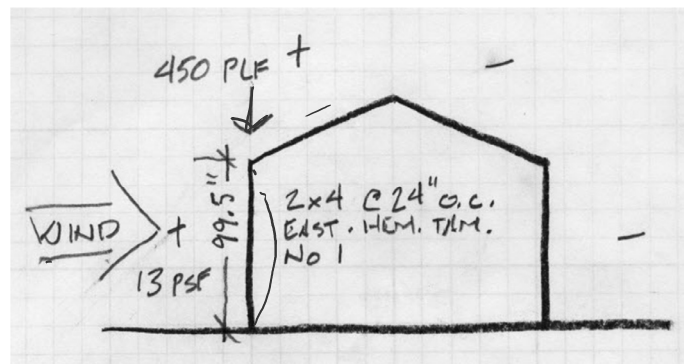 450 PLF + -
-
99.5"
2x4 @ 24" O.C.
EAST. HEM. TAM.
NO 1
WIND +
13 PSF
-